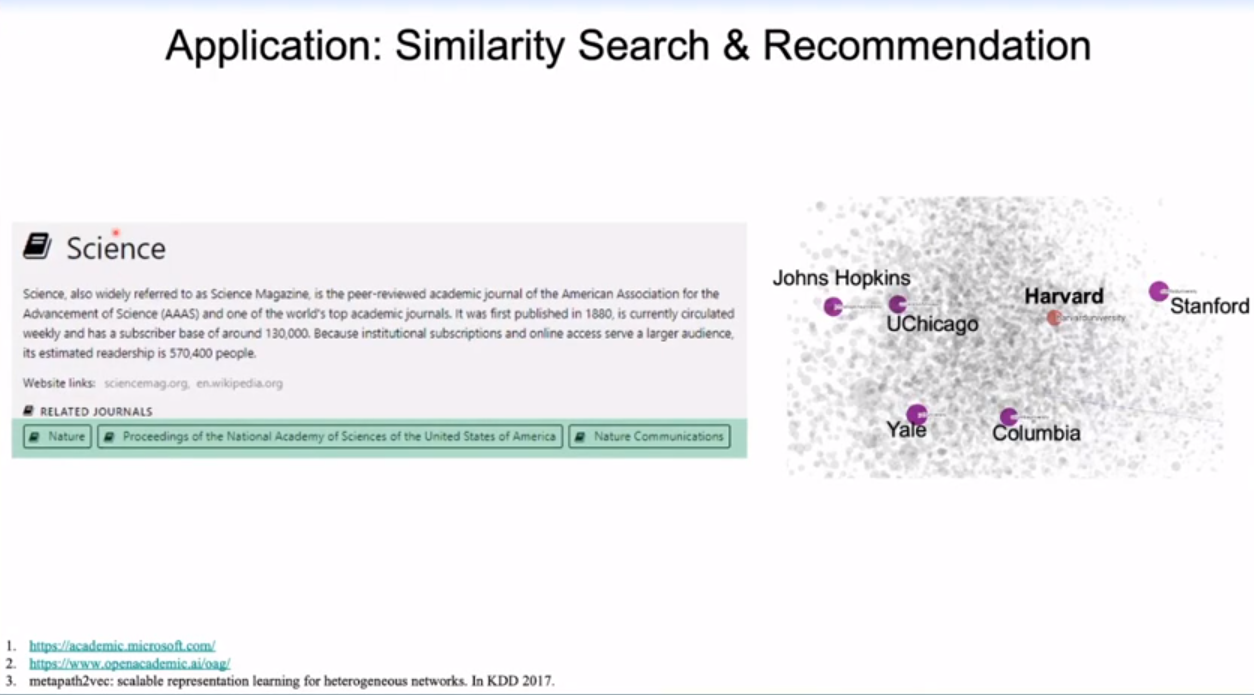 Application: Similarity Search & Recommendation
Science
Science, also widely referred to as Science Magazine, is the peer-reviewed academic journal of the American Association for the
Advancement of Science (AAAS) and one of the world's top academic journals. It was first published in 1880, is currently circulated
weekly and has a subscriber base of around 130,000. Because institutional subscriptions and online access serve a larger audience,
its estimated readership is 570,400 people.
Website links: sciencemag.org, en.wikipedia.org
RELATED JOURNALS
Nature
Proceedings of the National Academy of Sciences of the United States of America
Nature Communications
Johns Hopkins
UChicago
Harvard
Stanford
Yale
Columbia
1. https://academic.microsoft.com/
2. https://www.openacademic.ai/oag/
3. metapath2vec: scalable representation learning for heterogeneous networks. In KDD 2017.